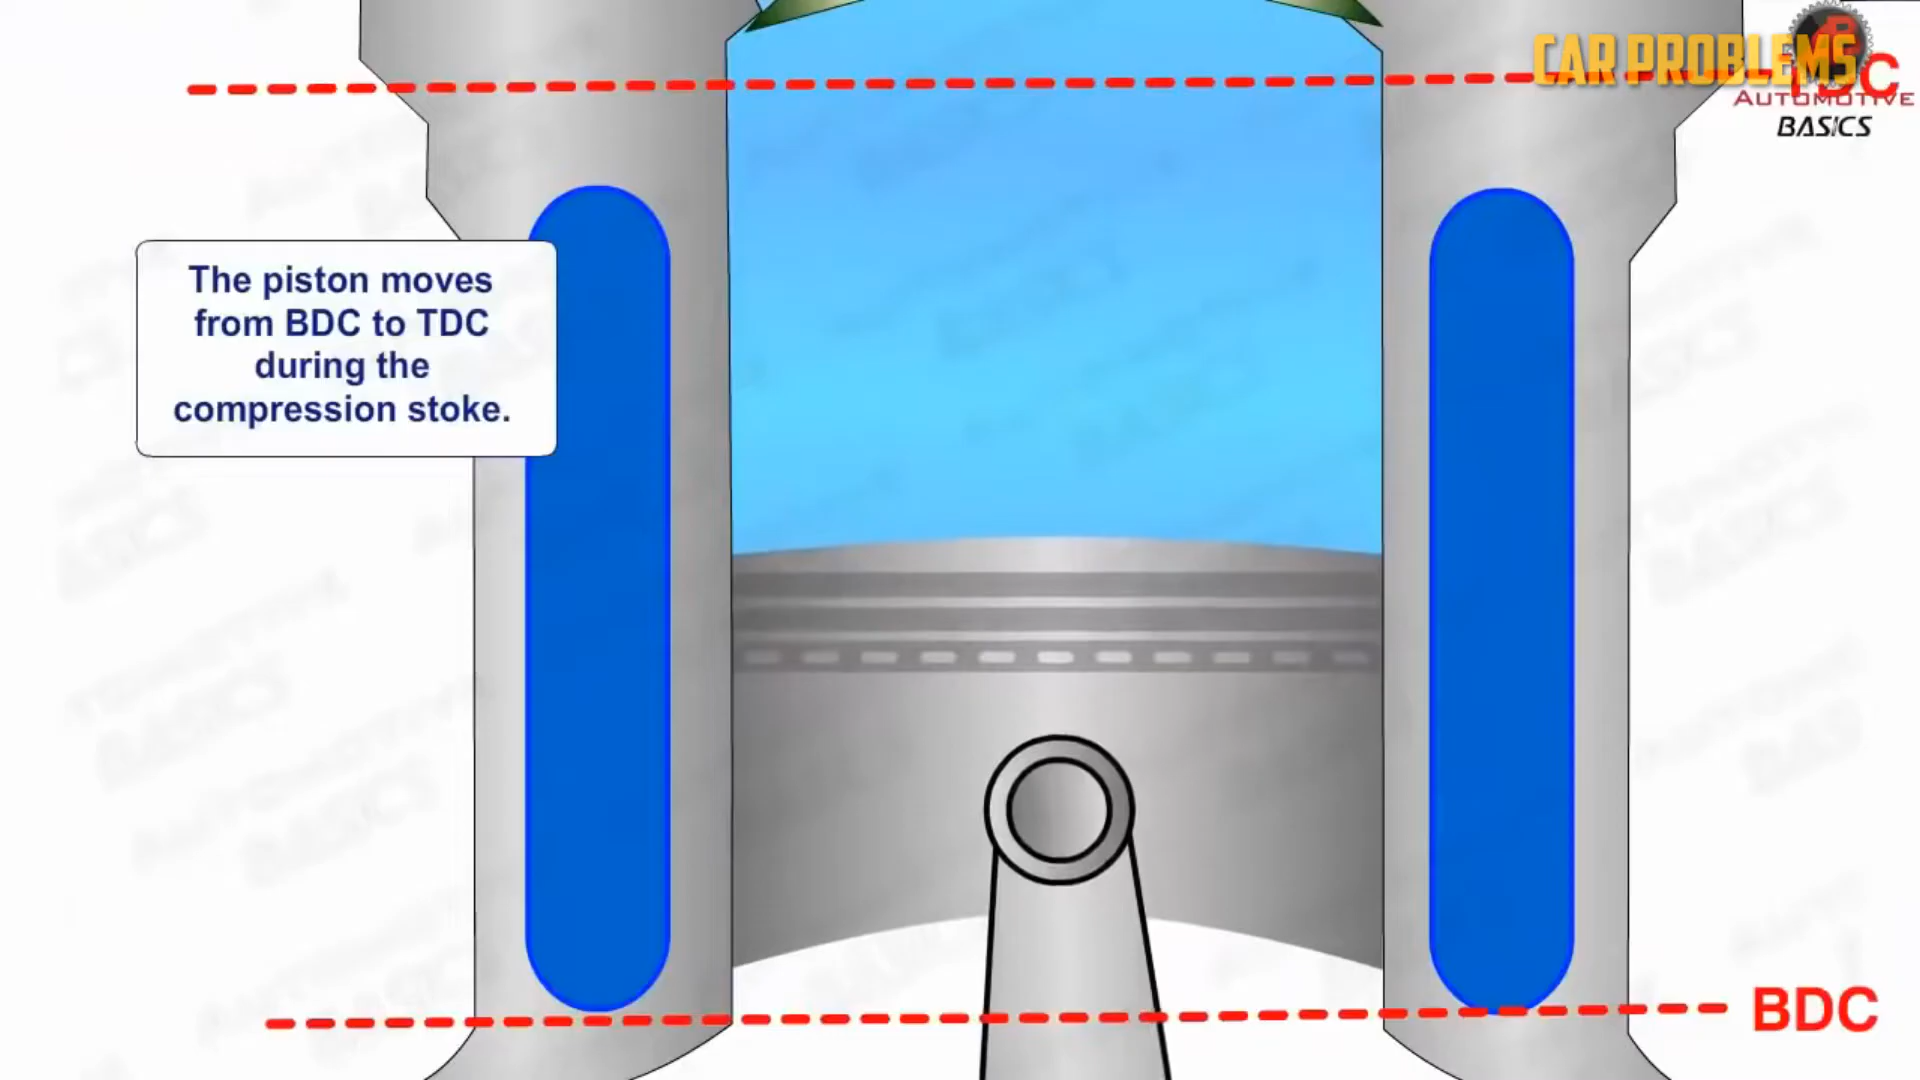 CAR PROBLEMS
AUTOMOTIVE
BASICS
The piston moves
from BDC to TDC
during the
compression stoke.
BDC